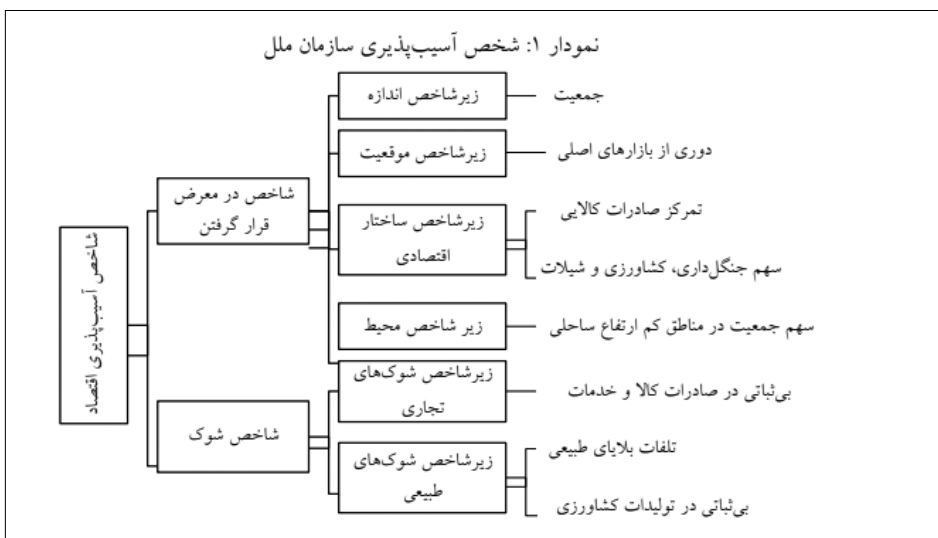 نمودار ۱: شخص آسیب‌پذیری سازمان ملل
شاخص آسیب‌پذیری اقتصاد
شاخص در معرض
قرار گرفتن
زیرشاخص اندازه
جمعیت
زیرشاخص موقعیت
دوری از بازارهای اصلی
زیرشاخص ساختار
اقتصادی
تمرکز صادرات کالایی
سهم جنگل‌داری، کشاورزی و شیلات
زیر شاخص محیط
سهم جمعیت در مناطق کم ارتفاع ساحلی
شاخص شوک
زیرشاخص شوک‌های
تجاری
بی‌ثباتی در صادرات کالا و خدمات
زیرشاخص شوک‌های
طبیعی
تلفات بلایای طبیعی
بی‌ثباتی در تولیدات کشاورزی